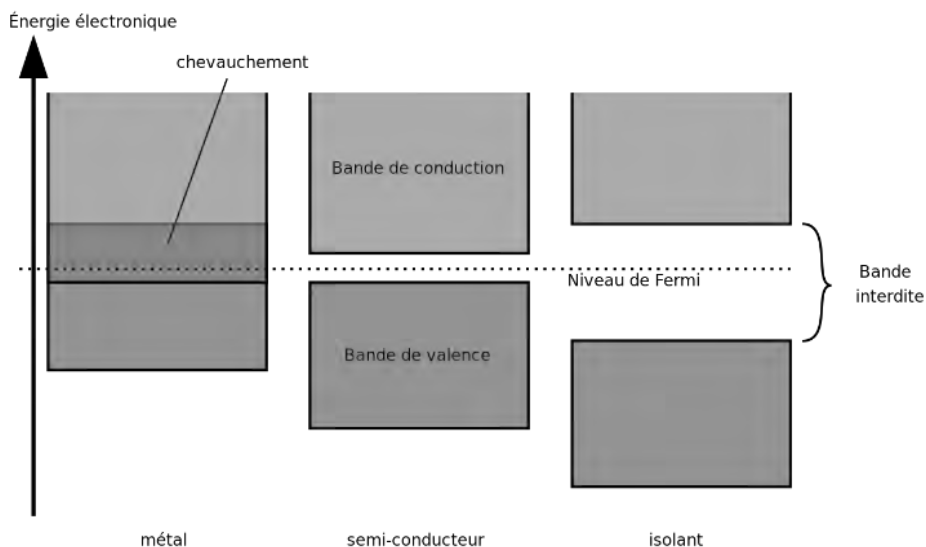 Énergie électronique
chevauchement
Bande de conduction
Niveau de Fermi
Bande
interdite
Bande de valence
métal
semi-conducteur
isolant